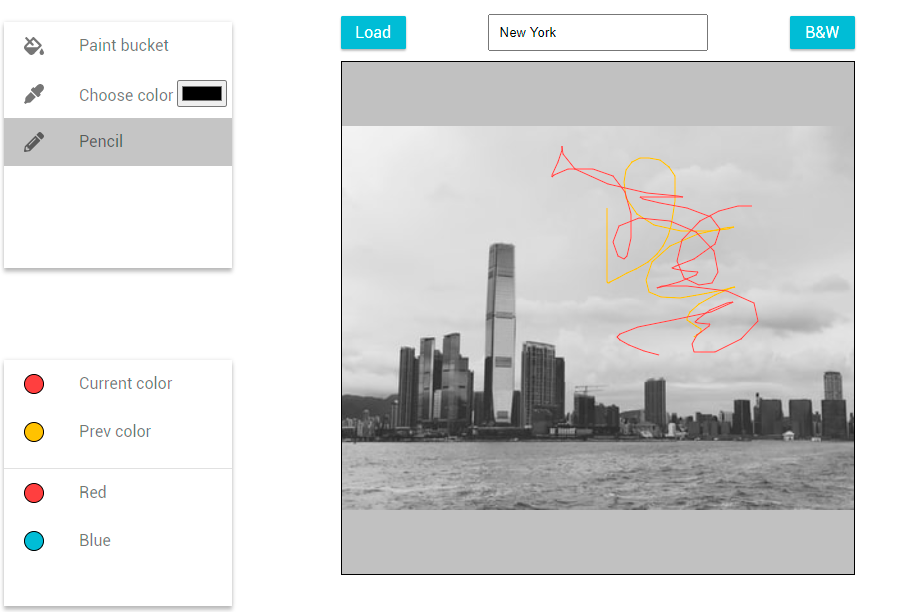 Paint bucket
Choose color
Pencil
Current color
Prev color
Red
Blue
Load
New York
B&W